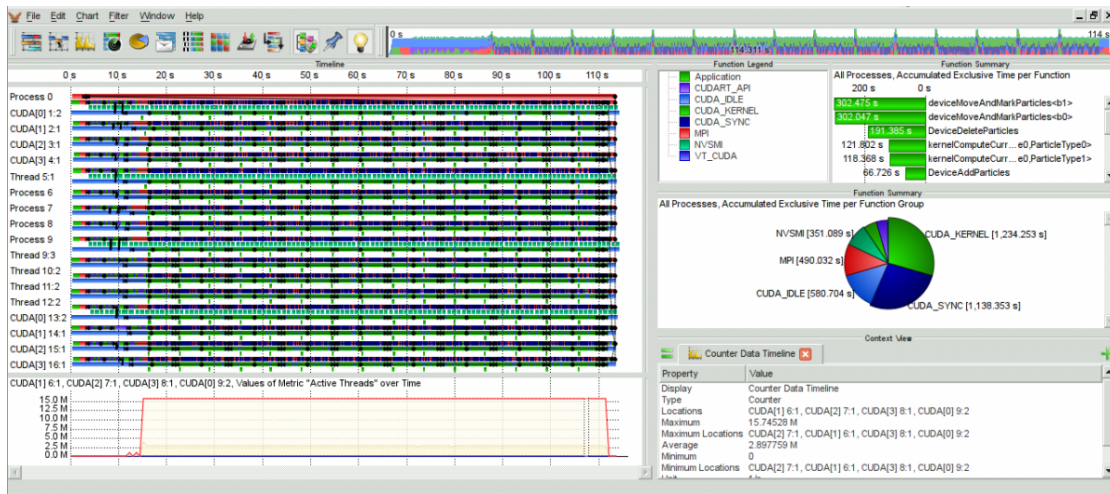 File Edit Chart Filter Window Help
0 s
114 s
114.311 s
Timeline
0 s 10 s 20 s 30 s 40 s 50 s 60 s 70 s 80 s 90 s 100 s 110 s
Process 0
CUDA[0] 1:2
CUDA[1] 2:1
CUDA[2] 3:1
CUDA[3] 4:1
Thread 5:1
Process 6
Process 7
Process 8
Process 9
Thread 9:3
Thread 10:2
Thread 11:2
Thread 12:2
CUDA[0] 13:2
CUDA[1] 14:1
CUDA[2] 15:1
CUDA[3] 16:1
CUDA[1] 6:1, CUDA[2] 7:1, CUDA[3] 8:1, CUDA[0] 9:2, Values of Metric "Active Threads" over Time
15.0 M
12.5 M
10.0 M
7.5 M
5.0 M
2.5 M
0.0 M
Function Legend
Application
CUDART_API
CUDA_IDLE
CUDA_KERNEL
CUDA_SYNC
MPI
NVSMI
VT_CUDA
Function Summary
All Processes, Accumulated Exclusive Time per Function
200 s 0 s
302.475 s deviceMoveAndMarkParticles<b1>
302.047 s deviceMoveAndMarkParticles<b0>
191.385 s DeviceDeleteParticles
121.802 s kernelComputeCurr... e0,ParticleType0>
118.368 s kernelComputeCurr... e0,ParticleType1>
66.726 s DeviceAddParticles
Function Summary
All Processes, Accumulated Exclusive Time per Function Group
NVSMI [351.089 s]
CUDA_KERNEL [1,234.253 s]
MPI [490.032 s]
CUDA_IDLE [580.704 s]
CUDA_SYNC [1,138.353 s]
Context View
Counter Data Timeline
Property Value
Display Counter Data Timeline
Type Counter
Locations CUDA[1] 6:1, CUDA[2] 7:1, CUDA[3] 8:1, CUDA[0] 9:2
Maximum 15.74528 M
Maximum Locations CUDA[2] 7:1, CUDA[1] 6:1, CUDA[3] 8:1, CUDA[0] 9:2
Average 2.897759 M
Minimum 0
Minimum Locations CUDA[2] 7:1, CUDA[1] 6:1, CUDA[3] 8:1, CUDA[0] 9:2